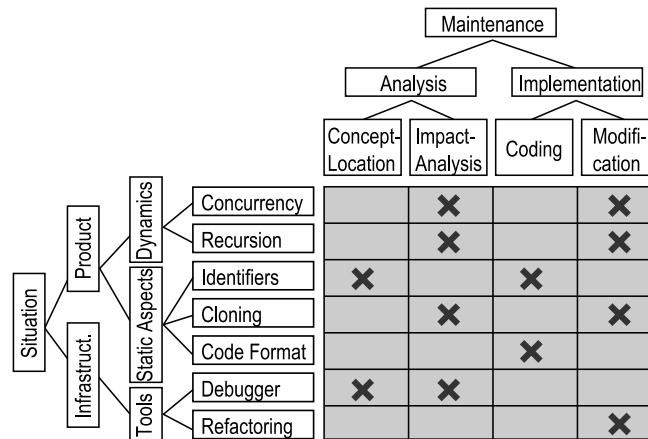 Maintenance
Analysis
Implementation
Concept-
Location
Impact-
Analysis
Coding
Modifi-
cation
Situation
Product
Infrastruct.
Dynamics
Static Aspects
Tools
Concurrency
Recursion
Identifiers
Cloning
Code Format
Debugger
Refactoring